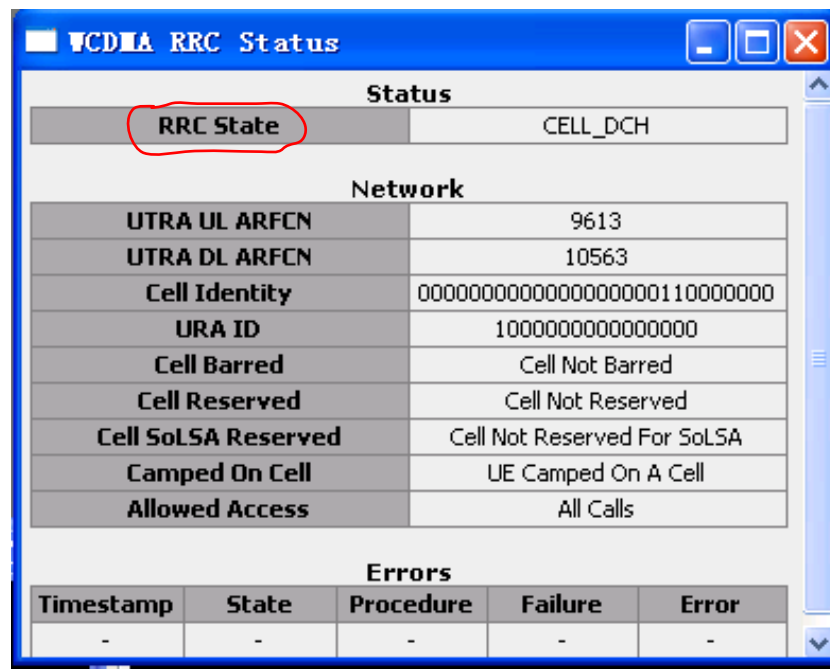 WCDMA RRC Status
Status
RRC State CELL_DCH
Network
UTRA UL ARFCN 9613
UTRA DL ARFCN 10563
Cell Identity 0000000000000000000110000000
URA ID 1000000000000000
Cell Barred Cell Not Barred
Cell Reserved Cell Not Reserved
Cell SoLSA Reserved Cell Not Reserved For SoLSA
Camped On Cell UE Camped On A Cell
Allowed Access All Calls
Errors
Timestamp State Procedure Failure Error
- - - - -